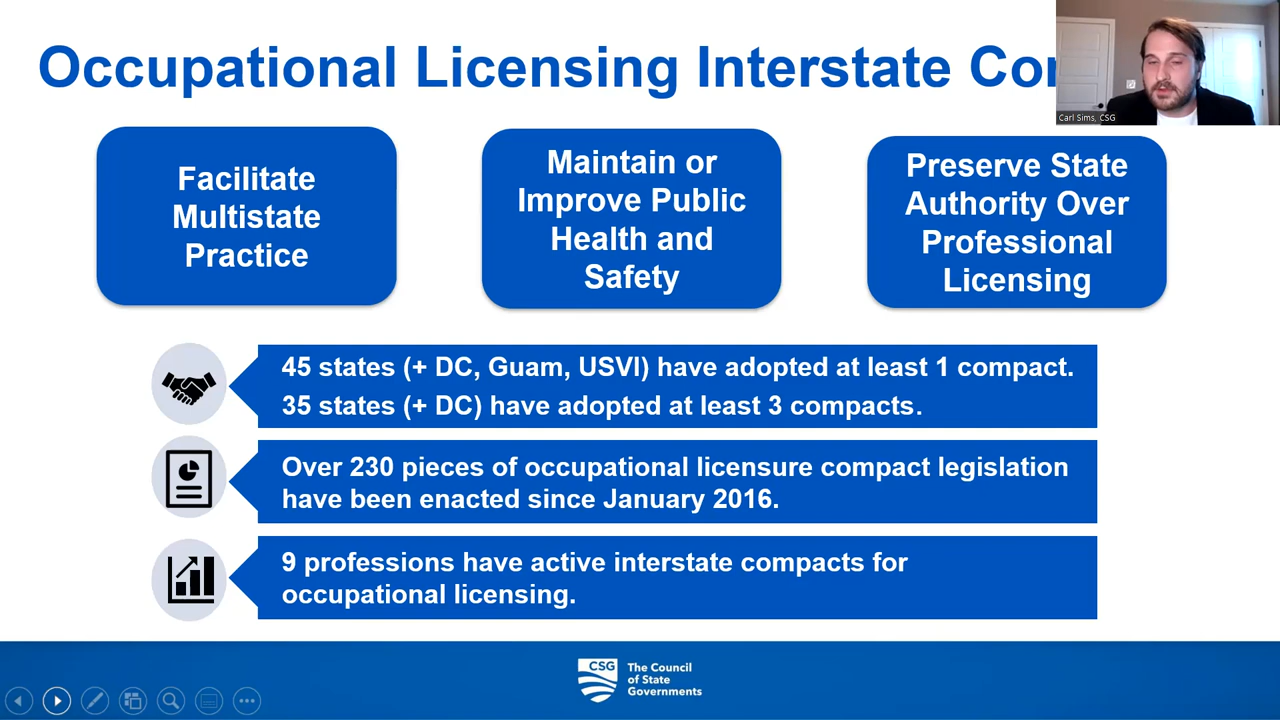 Occupational Licensing Interstate Co
Carl Sims, CSG
Facilitate
Multistate
Practice
Maintain or
Improve Public
Health and
Safety
Preserve State
Authority Over
Professional
Licensing
45 states (+ DC, Guam, USVI) have adopted at least 1 compact.
35 states (+ DC) have adopted at least 3 compacts.
Over 230 pieces of occupational licensure compact legislation
have been enacted since January 2016.
9 professions have active interstate compacts for
occupational licensing.
CSG
The Council
of State
Governments